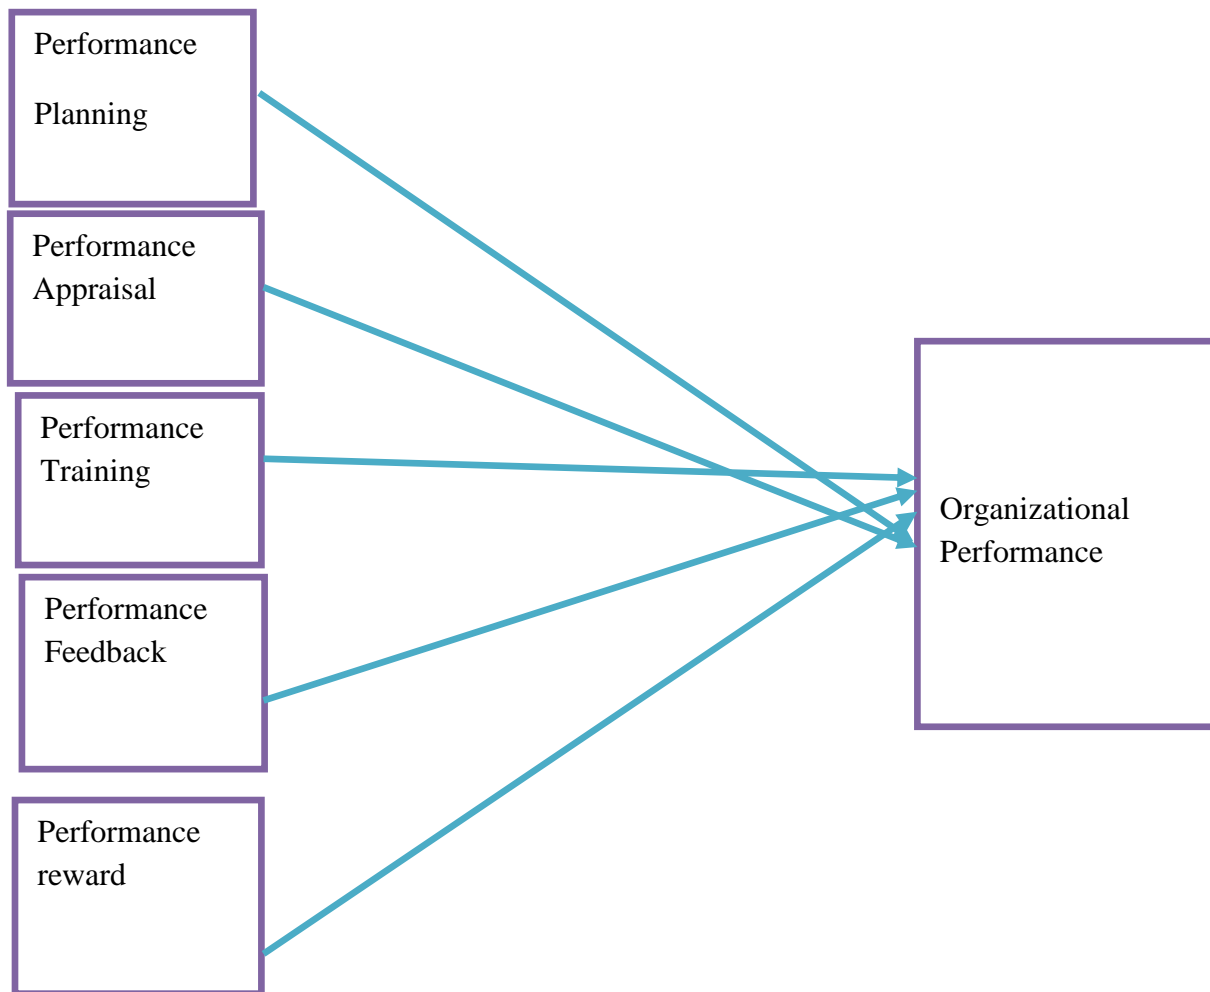 Performance
Planning
Performance
Appraisal
Performance
Training
Performance
Feedback
Performance
reward
Organizational
Performance